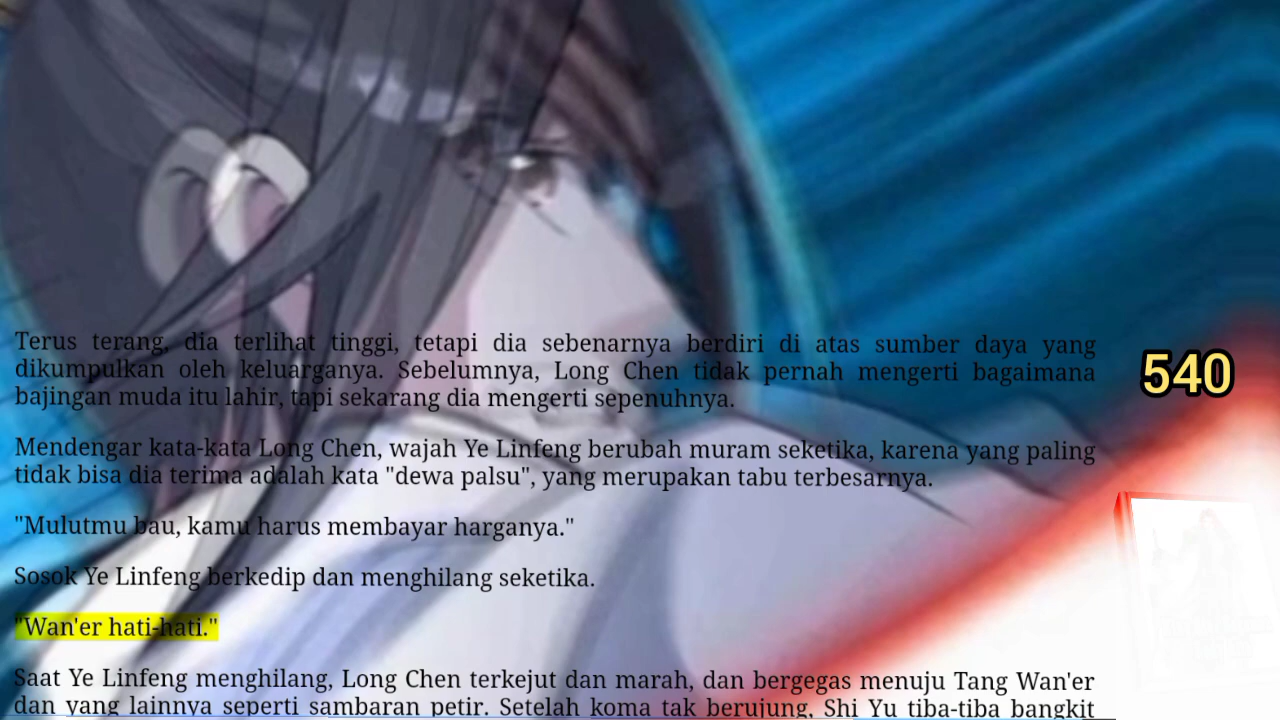 Terus terang, dia terlihat tinggi, tetapi dia sebenarnya berdiri di atas sumber daya yang
dikumpulkan oleh keluarganya. Sebelumnya, Long Chen tidak pernah mengerti bagaimana
bajingan muda itu lahir, tapi sekarang dia mengerti sepenuhnya.
540
Mendengar kata-kata Long Chen, wajah Ye Linfeng berubah muram seketika, karena yang paling
tidak bisa dia terima adalah kata "dewa palsu", yang merupakan tabu terbesarnya.
"Mulutmu bau, kamu harus membayar harganya."
Sosok Ye Linfeng berkedip dan menghilang seketika.
"Wan'er hati-hati."
Saat Ye Linfeng menghilang, Long Chen terkejut dan marah, dan bergegas menuju Tang Wan'er
dan yang lainnya seperti sambaran petir. Setelah koma tak berujung, Shi Yu tiba-tiba bangkit